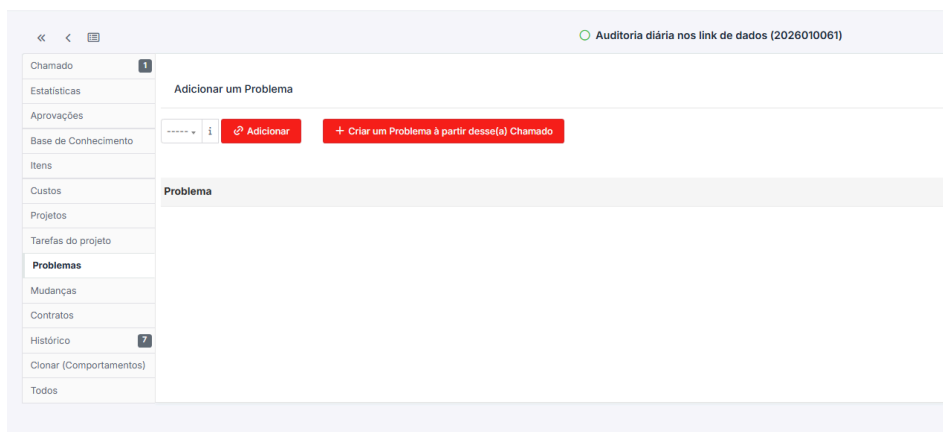 Auditoria diária nos link de dados (2026010061)
Chamado 1
Estatísticas
Aprovações
Base de Conhecimento
Itens
Custos
Projetos
Tarefas do projeto
Problemas
Mudanças
Contratos
Histórico 7
Clonar (Comportamentos)
Todos
Adicionar um Problema
----- i Adicionar + Criar um Problema à partir desse(a) Chamado
Problema